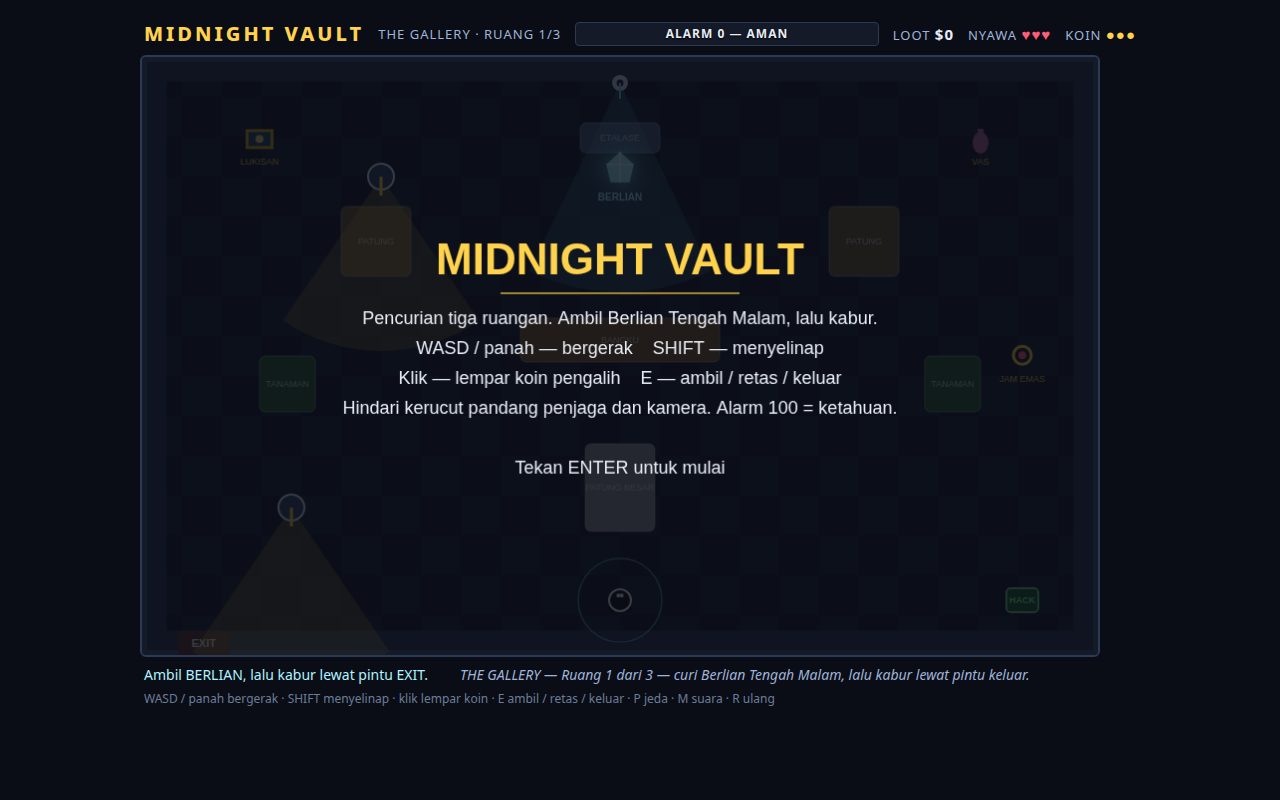 MIDNIGHT VAULT THE GALLERY · RUANG 1/3 ALARM 0 — AMAN LOOT $0 NYAWA ♥♥♥ KOIN ●●●
ETALASE
LUKISAN
VAS
BERLIAN
PATUNG
PATUNG
MIDNIGHT VAULT
Pencurian tiga ruangan. Ambil Berlian Tengah Malam, lalu kabur.
WASD / panah — bergerak SHIFT — menyelinap
Klik — lempar koin pengalih E — ambil / retas / keluar
TANAMAN
TANAMAN
JAM EMAS
Hindari kerucut pandang penjaga dan kamera. Alarm 100 = ketahuan.
Tekan ENTER untuk mulai
PATUNG BESAR
HACK
EXIT
Ambil BERLIAN, lalu kabur lewat pintu EXIT. THE GALLERY — Ruang 1 dari 3 — curi Berlian Tengah Malam, lalu kabur lewat pintu keluar.
WASD / panah bergerak · SHIFT menyelinap · klik lempar koin · E ambil / retas / keluar · P jeda · M suara · R ulang